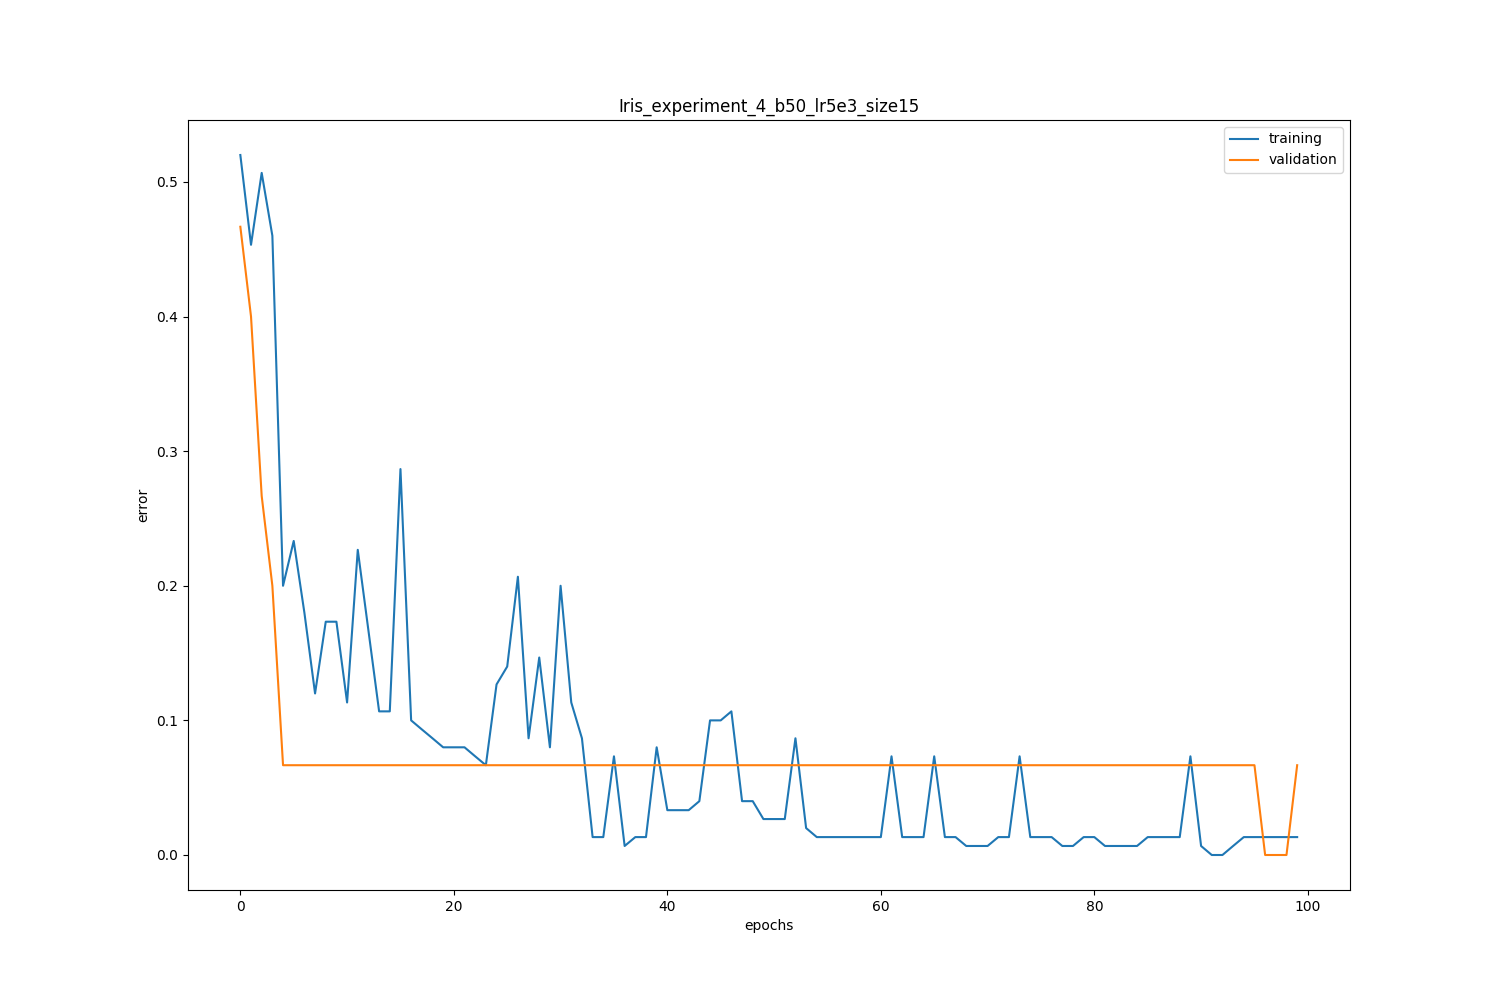 Iris_experiment_4_b50_lr5e3_size15
training
validation
error
0.5
0.4
0.3
0.2
0.1
0.0
0 20 40 60 80 100
epochs